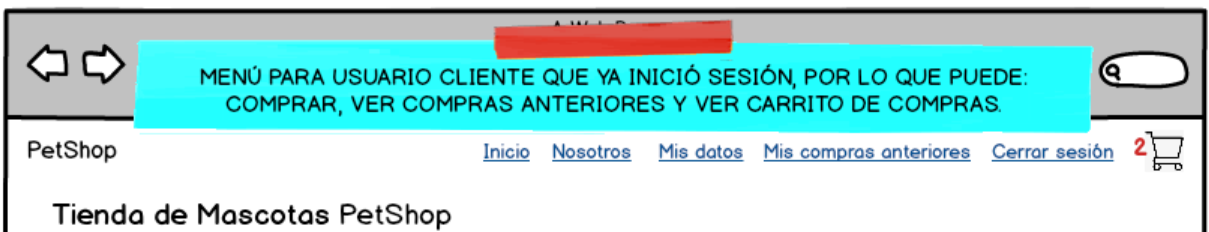 MENÚ PARA USUARIO CLIENTE QUE YA INICIÓ SESIÓN, POR LO QUE PUEDE:
COMPRAR, VER COMPRAS ANTERIORES Y VER CARRITO DE COMPRAS.
PetShop Inicio Nosotros Mis datos Mis compras anteriores Cerrar sesión 2
Tienda de Mascotas PetShop